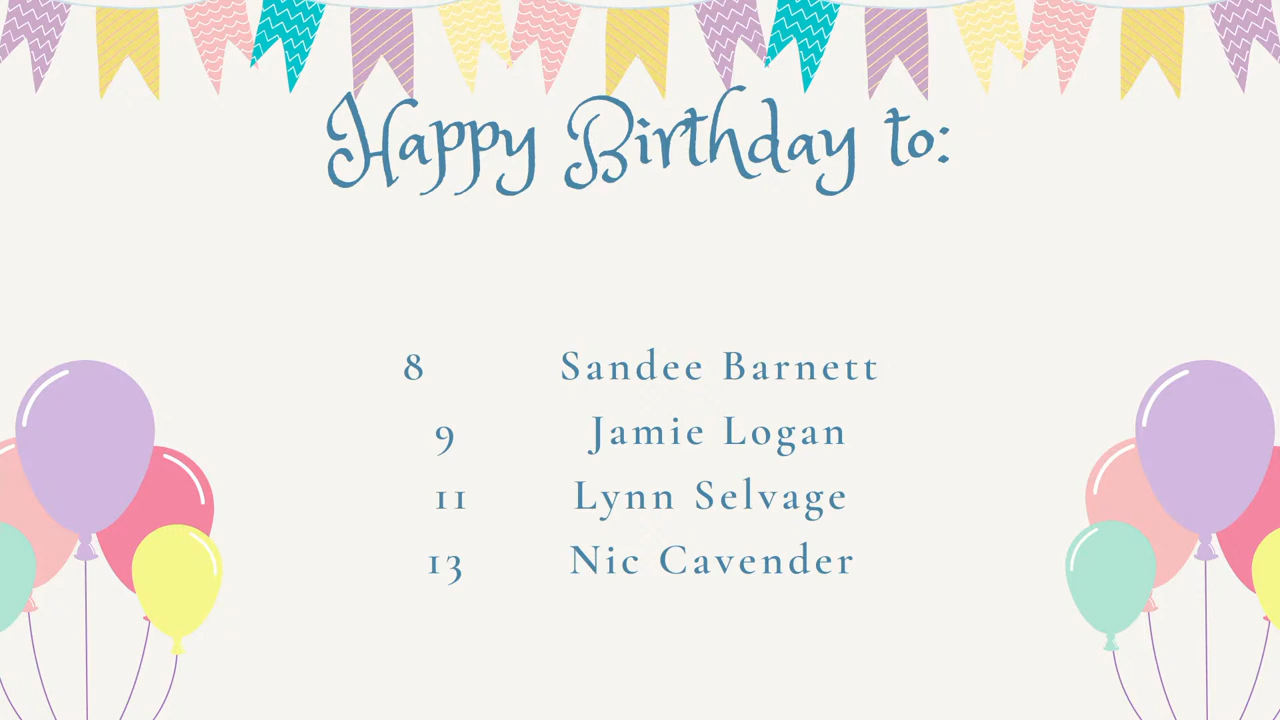 Happy Birthday to:
8 Sandee Barnett
9 Jamie Logan
11 Lynn Selvage
13 Nic Cavender